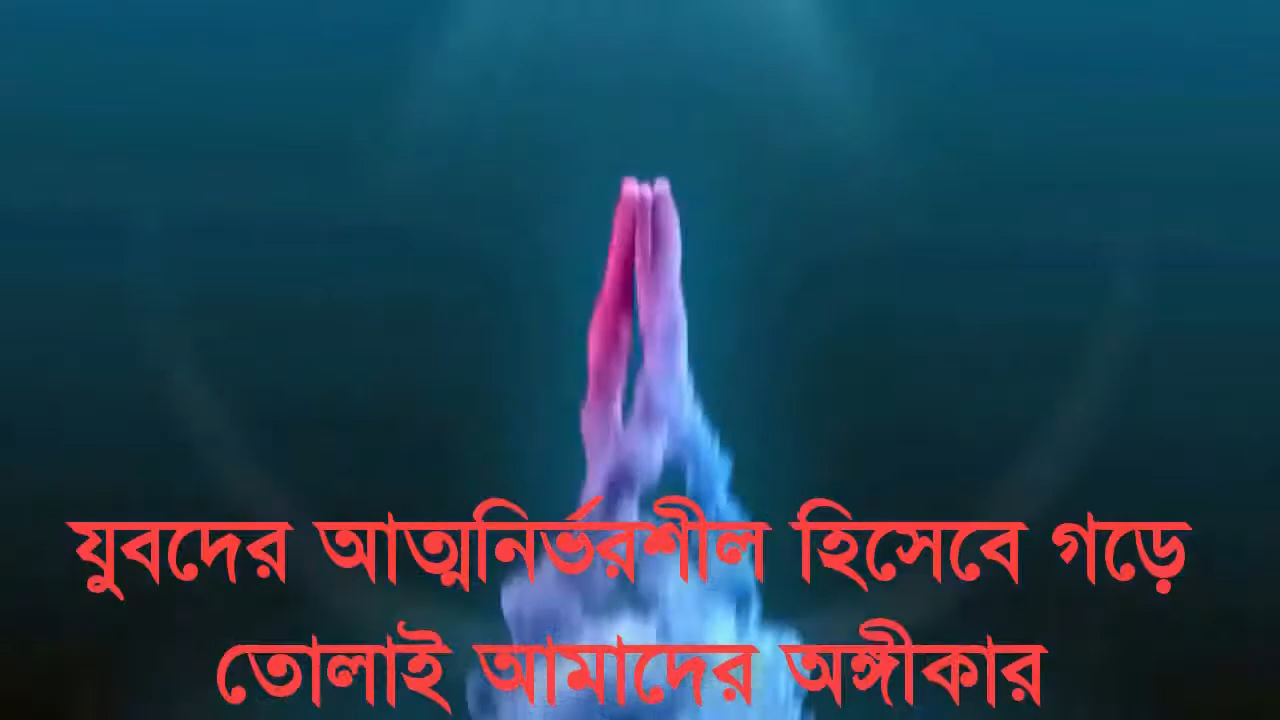 যুবদের আত্মনির্ভরশীল হিসেবে গড়ে
তোলাই আমাদের অঙ্গীকার